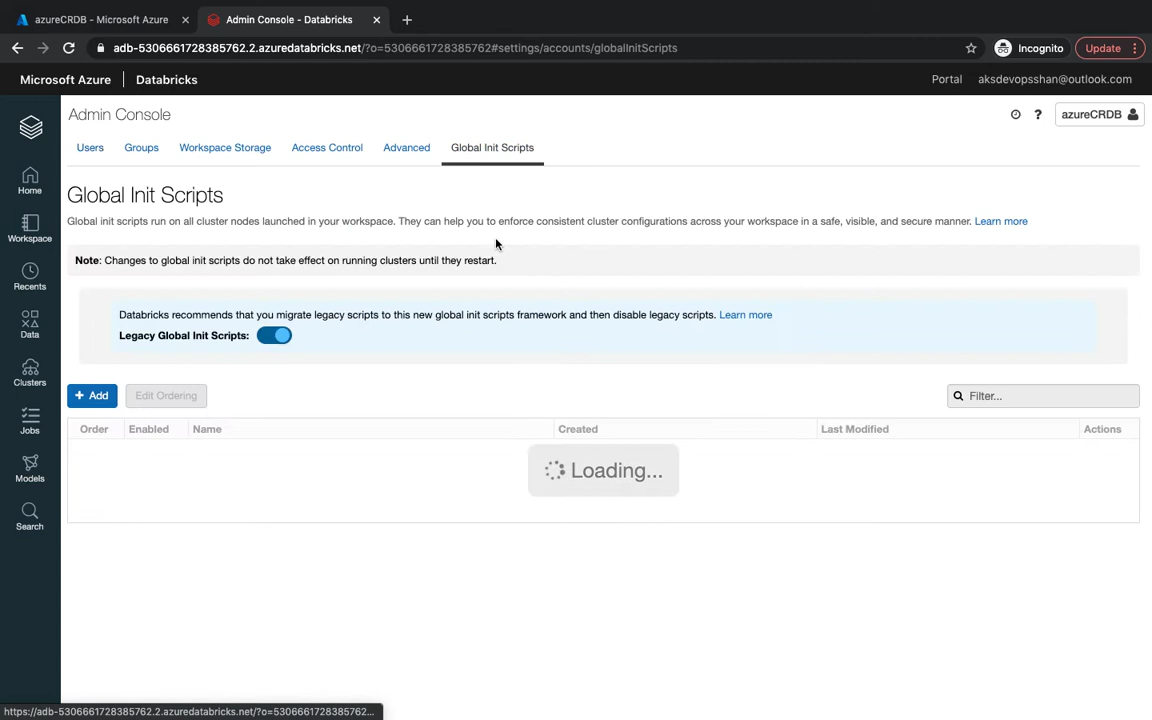 azureCRDB - Microsoft Azure
Admin Console - Databricks
adb-5306661728385762.2.azuredatabricks.net/?o=5306661728385762#settings/accounts/globalInitScripts
Incognito
Update
Microsoft Azure
Databricks
Portal
aksdevopsshan@outlook.com
Admin Console
?
azureCRDB
Users
Groups
Workspace Storage
Access Control
Advanced
Global Init Scripts
Home
Workspace
Recents
Data
Clusters
Jobs
Models
Search
Global Init Scripts
Global init scripts run on all cluster nodes launched in your workspace. They can help you to enforce consistent cluster configurations across your workspace in a safe, visible, and secure manner. Learn more
Note: Changes to global init scripts do not take effect on running clusters until they restart.
Databricks recommends that you migrate legacy scripts to this new global init scripts framework and then disable legacy scripts. Learn more
Legacy Global Init Scripts:
+ Add
Edit Ordering
Filter...
Order
Enabled
Name
Created
Last Modified
Actions
Loading...
https://adb-5306661728385762.2.azuredatabricks.net/?o=5306661728385762...